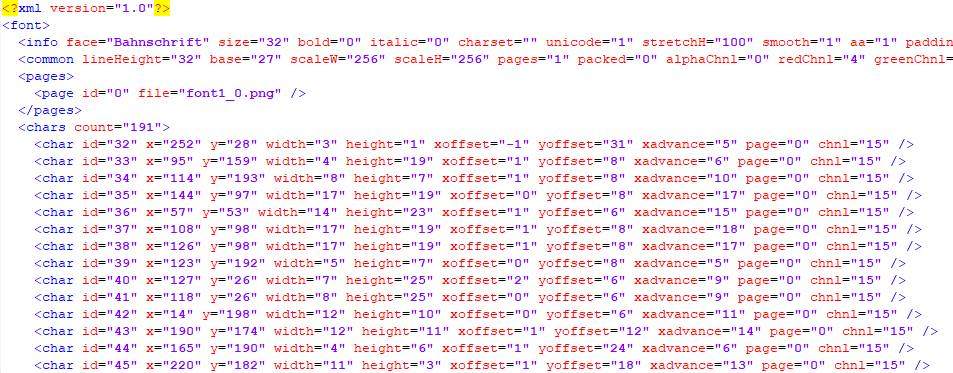 <?xml version="1.0"?>
<font>
<info face="Bahnschrift" size="32" bold="0" italic="0" charset="" unicode="1" stretchH="100" smooth="1" aa="1" paddin
<common lineHeight="32" base="27" scaleW="256" scaleH="256" pages="1" packed="0" alphaChnl="0" redChnl="4" greenChnl=
<pages>
<page id="0" file="font1_0.png" />
</pages>
<chars count="191">
<char id="32" x="252" y="28" width="3" height="1" xoffset="-1" yoffset="31" xadvance="5" page="0" chnl="15" />
<char id="33" x="95" y="159" width="4" height="19" xoffset="1" yoffset="8" xadvance="6" page="0" chnl="15" />
<char id="34" x="114" y="193" width="8" height="7" xoffset="1" yoffset="8" xadvance="10" page="0" chnl="15" />
<char id="35" x="144" y="97" width="17" height="19" xoffset="0" yoffset="8" xadvance="17" page="0" chnl="15" />
<char id="36" x="57" y="53" width="14" height="23" xoffset="1" yoffset="6" xadvance="15" page="0" chnl="15" />
<char id="37" x="108" y="98" width="17" height="19" xoffset="1" yoffset="8" xadvance="18" page="0" chnl="15" />
<char id="38" x="126" y="98" width="17" height="19" xoffset="1" yoffset="8" xadvance="17" page="0" chnl="15" />
<char id="39" x="123" y="192" width="5" height="7" xoffset="0" yoffset="8" xadvance="5" page="0" chnl="15" />
<char id="40" x="127" y="26" width="7" height="25" xoffset="2" yoffset="6" xadvance="9" page="0" chnl="15" />
<char id="41" x="118" y="26" width="8" height="25" xoffset="0" yoffset="6" xadvance="9" page="0" chnl="15" />
<char id="42" x="14" y="198" width="12" height="10" xoffset="0" yoffset="6" xadvance="11" page="0" chnl="15" />
<char id="43" x="190" y="174" width="12" height="11" xoffset="1" yoffset="12" xadvance="14" page="0" chnl="15" />
<char id="44" x="165" y="190" width="4" height="6" xoffset="1" yoffset="24" xadvance="6" page="0" chnl="15" />
<char id="45" x="220" y="182" width="11" height="3" xoffset="1" yoffset="18" xadvance="13" page="0" chnl="15" />